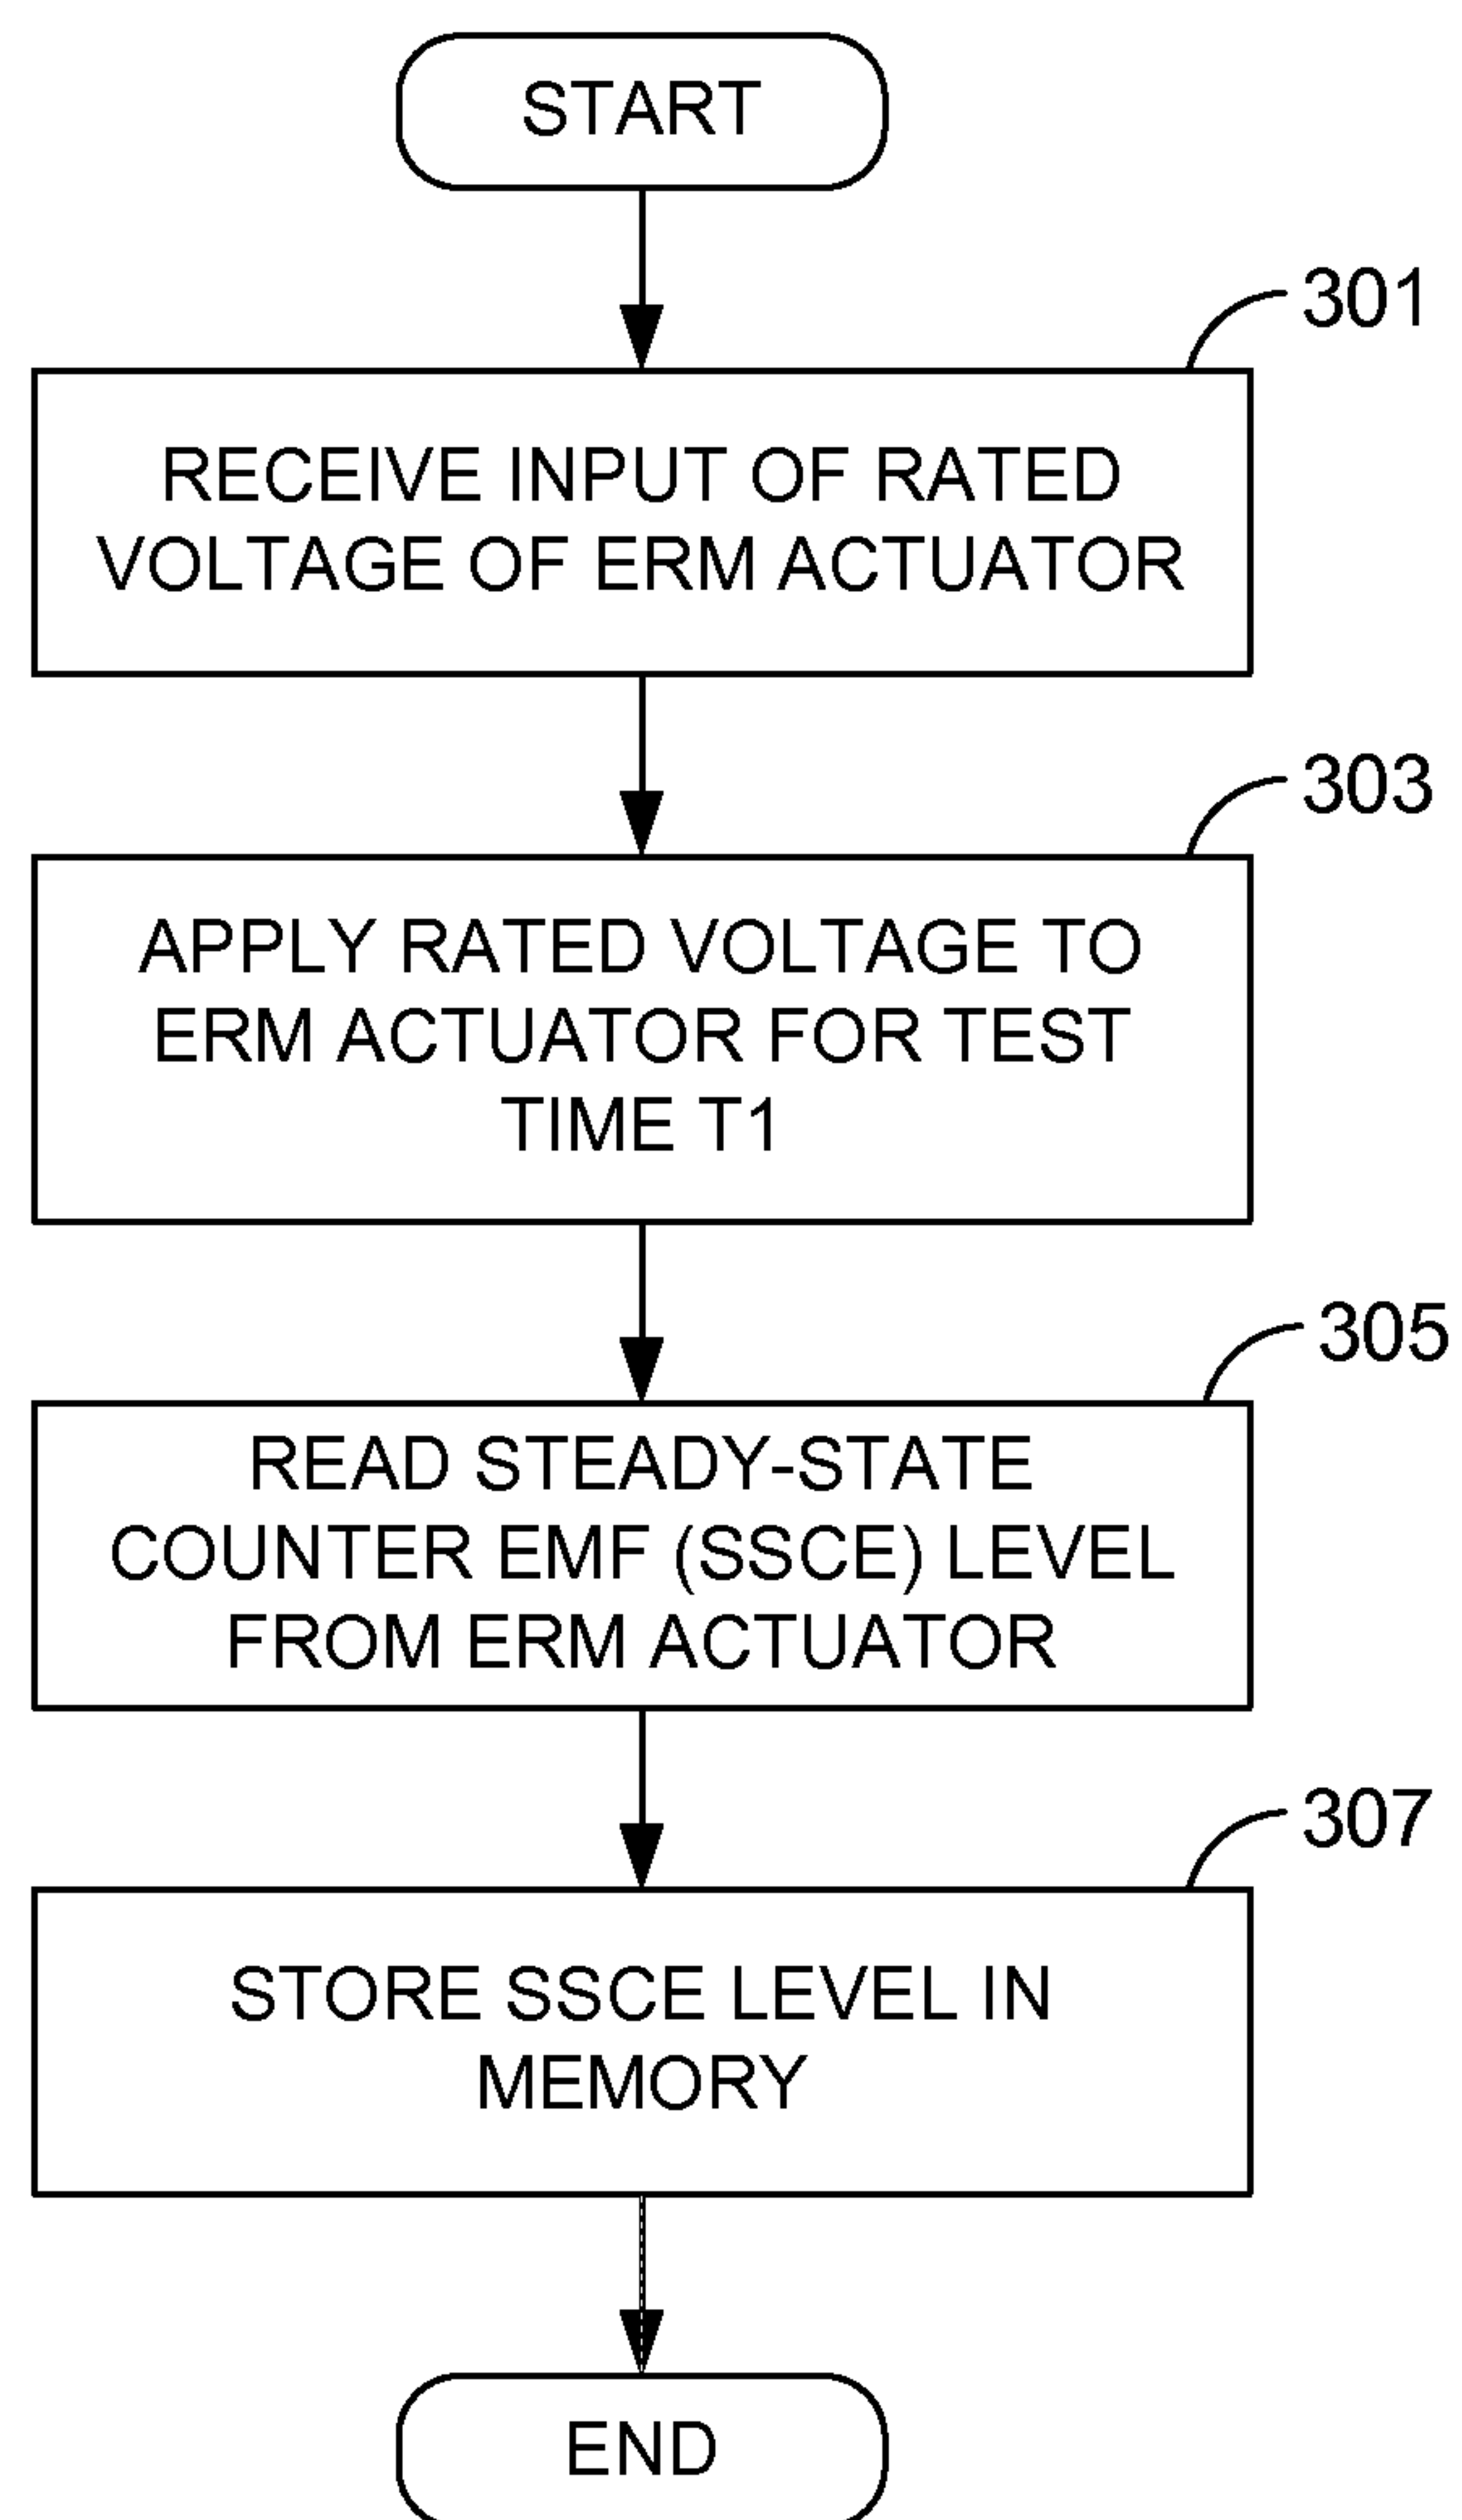 START
301
RECEIVE INPUT OF RATED
VOLTAGE OF ERM ACTUATOR
303
APPLY RATED VOLTAGE TO
ERM ACTUATOR FOR TEST
TIME T1
305
READ STEADY-STATE
COUNTER EMF (SSCE) LEVEL
FROM ERM ACTUATOR
307
STORE SSCE LEVEL IN
MEMORY
END